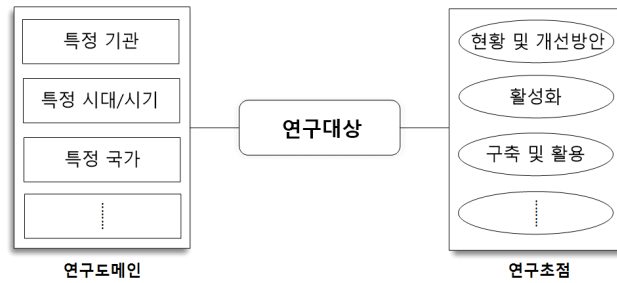 특정 기관
특정 시대/시기
특정 국가
연구도메인
연구대상
현황 및 개선방안
활성화
구축 및 활용
연구초점